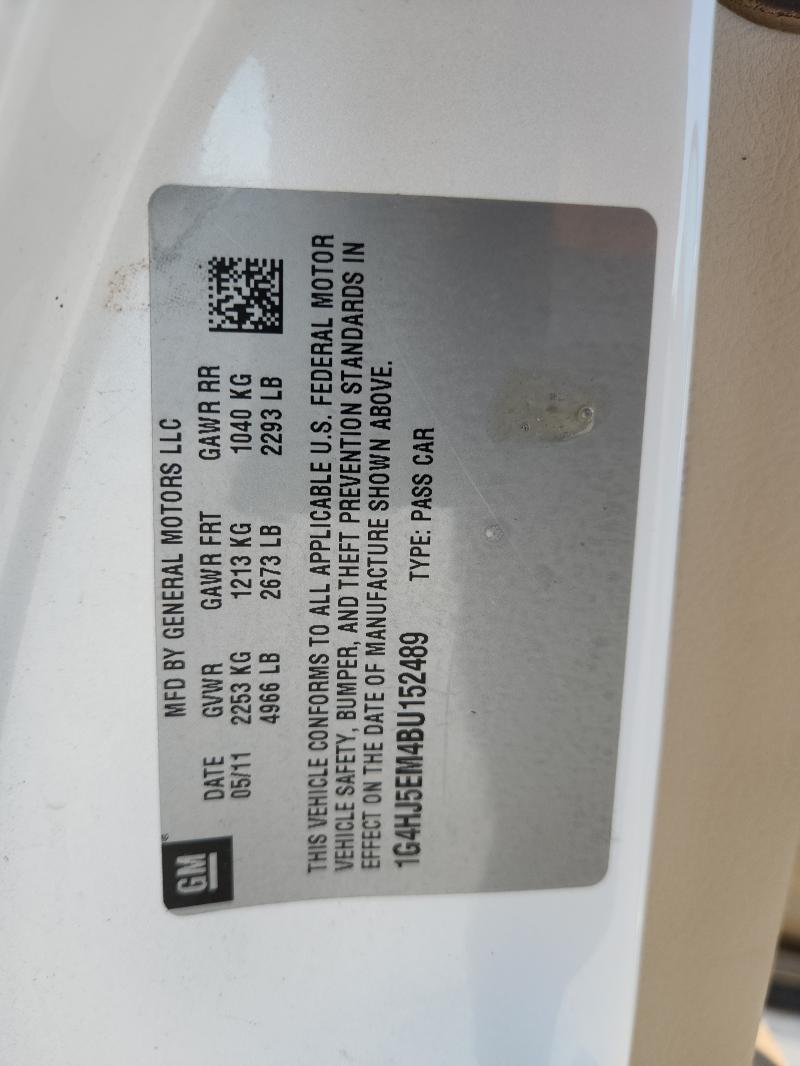 GM
MFD BY GENERAL MOTORS LLC
DATE GVWR GAWR FRT GAWR RR
05/11 2253 KG 1213 KG 1040 KG
4966 LB 2673 LB 2293 LB
THIS VEHICLE CONFORMS TO ALL APPLICABLE U.S. FEDERAL MOTOR
VEHICLE SAFETY, BUMPER, AND THEFT PREVENTION STANDARDS IN
EFFECT ON THE DATE OF MANUFACTURE SHOWN ABOVE.
1G4HJ5EM4BU152489 TYPE: PASS CAR